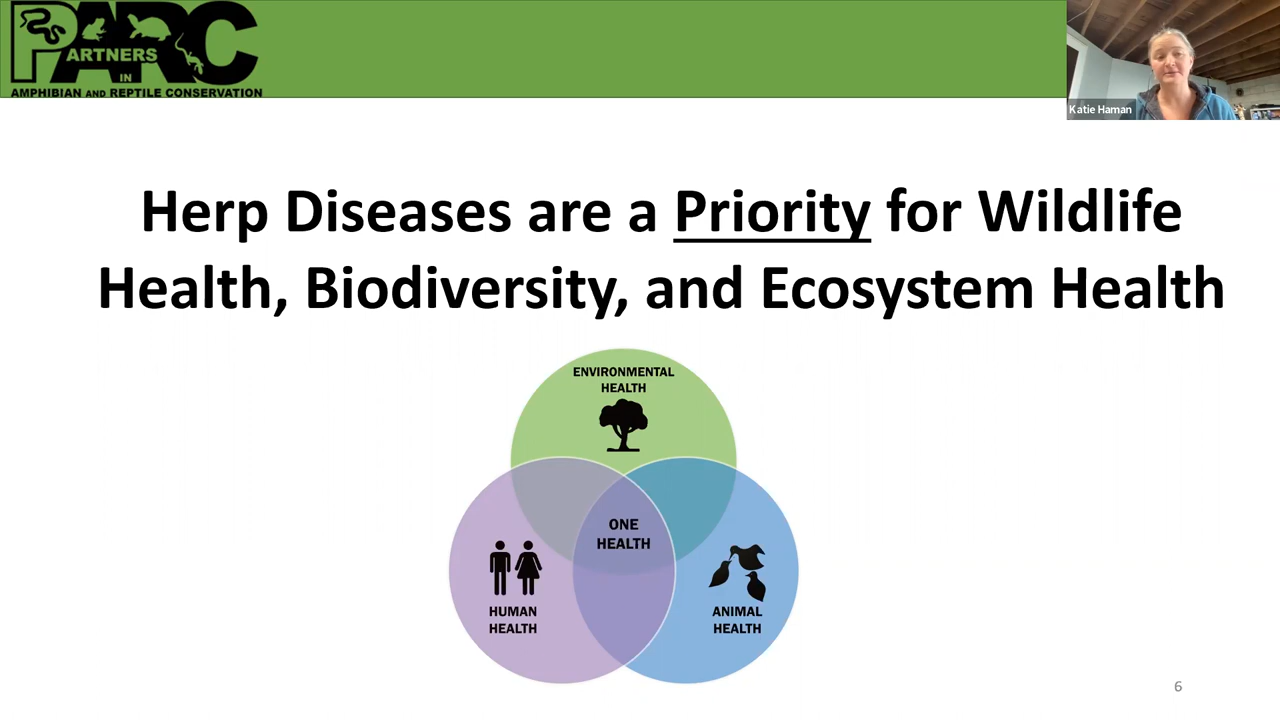 PARC
PARTNERS
IN
AMPHIBIAN AND REPTILE CONSERVATION
Katie Haman
Herp Diseases are a Priority for Wildlife
Health, Biodiversity, and Ecosystem Health
ENVIRONMENTAL
HEALTH
ONE
HEALTH
HUMAN
HEALTH
ANIMAL
HEALTH
6